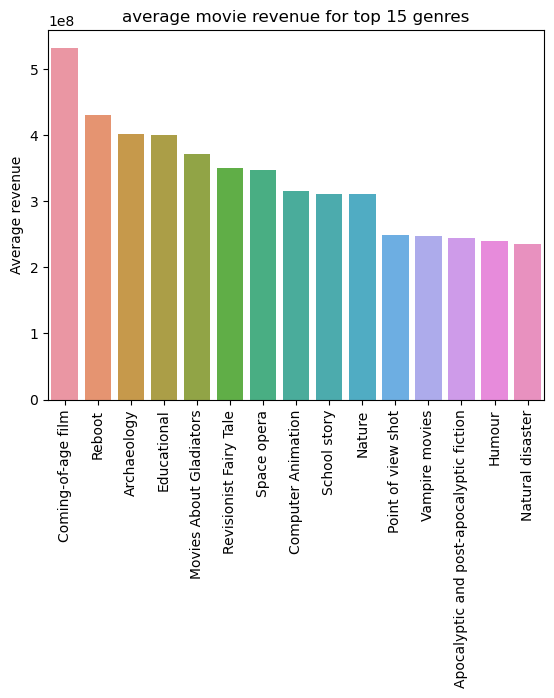 average movie revenue for top 15 genres
1e8
5
4
3
2
1
0
Average revenue
Coming-of-age film
Reboot
Archaeology
Educational
Movies About Gladiators
Revisionist Fairy Tale
Space opera
Computer Animation
School story
Nature
Point of view shot
Vampire movies
Apocalyptic and post-apocalyptic fiction
Humour
Natural disaster